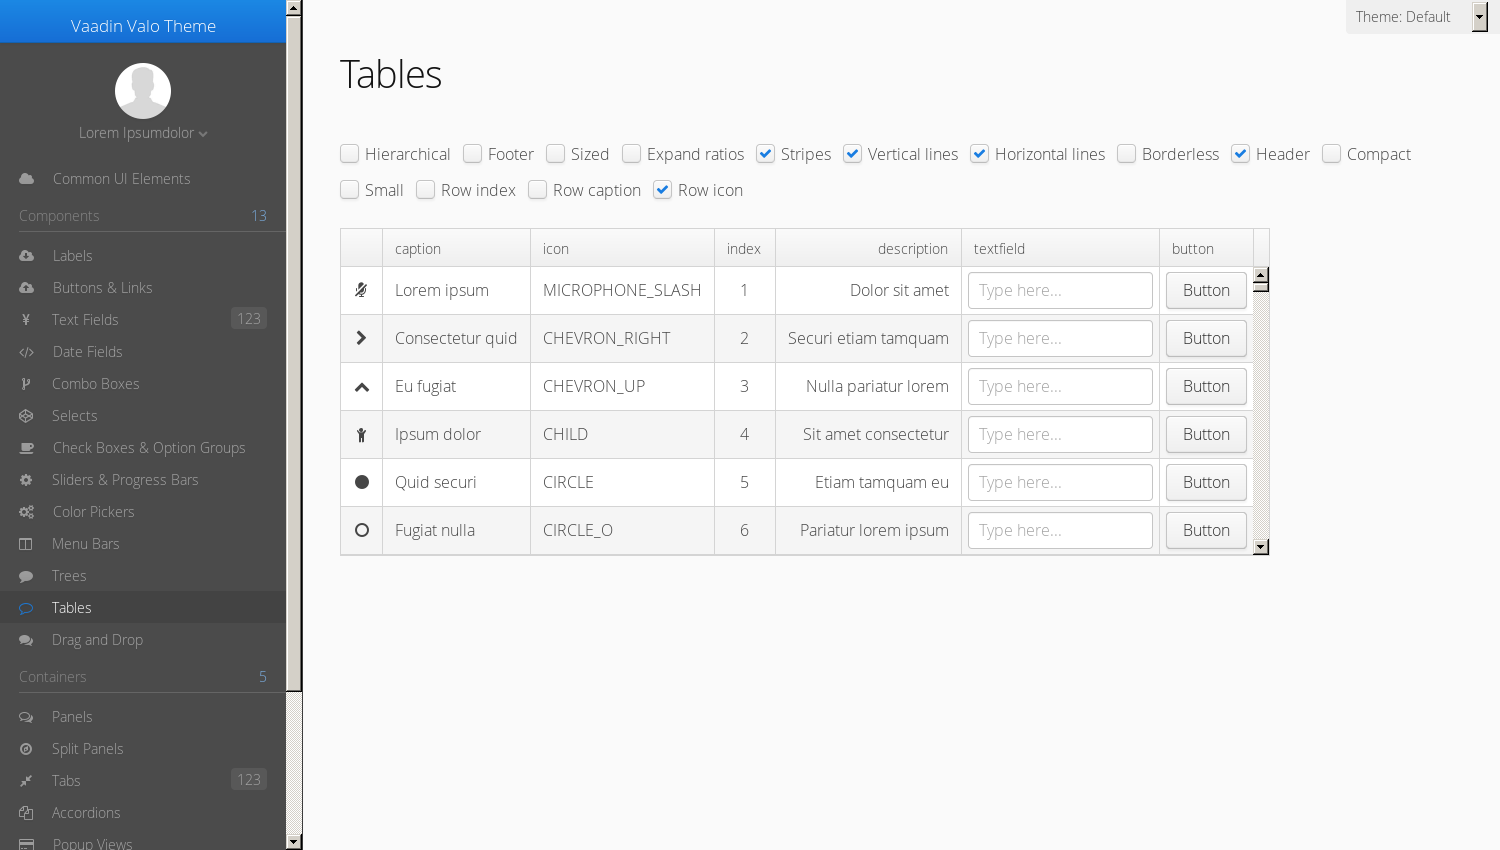 Vaadin Valo Theme
Lorem Ipsumdolor
Common UI Elements
Components 13
Labels
Buttons & Links
Text Fields 123
Date Fields
Combo Boxes
Selects
Check Boxes & Option Groups
Sliders & Progress Bars
Color Pickers
Menu Bars
Trees
Tables
Drag and Drop
Containers 5
Panels
Split Panels
Tabs 123
Accordions
Popup Views
Theme: Default
Tables
Hierarchical Footer Sized Expand ratios Stripes Vertical lines Horizontal lines Borderless Header Compact
Small Row index Row caption Row icon
caption icon index description textfield button
Lorem ipsum MICROPHONE_SLASH 1 Dolor sit amet Type here... Button
Consectetur quid CHEVRON_RIGHT 2 Securi etiam tamquam Type here... Button
Eu fugiat CHEVRON_UP 3 Nulla pariatur lorem Type here... Button
Ipsum dolor CHILD 4 Sit amet consectetur Type here... Button
Quid securi CIRCLE 5 Etiam tamquam eu Type here... Button
Fugiat nulla CIRCLE_O 6 Pariatur lorem ipsum Type here... Button